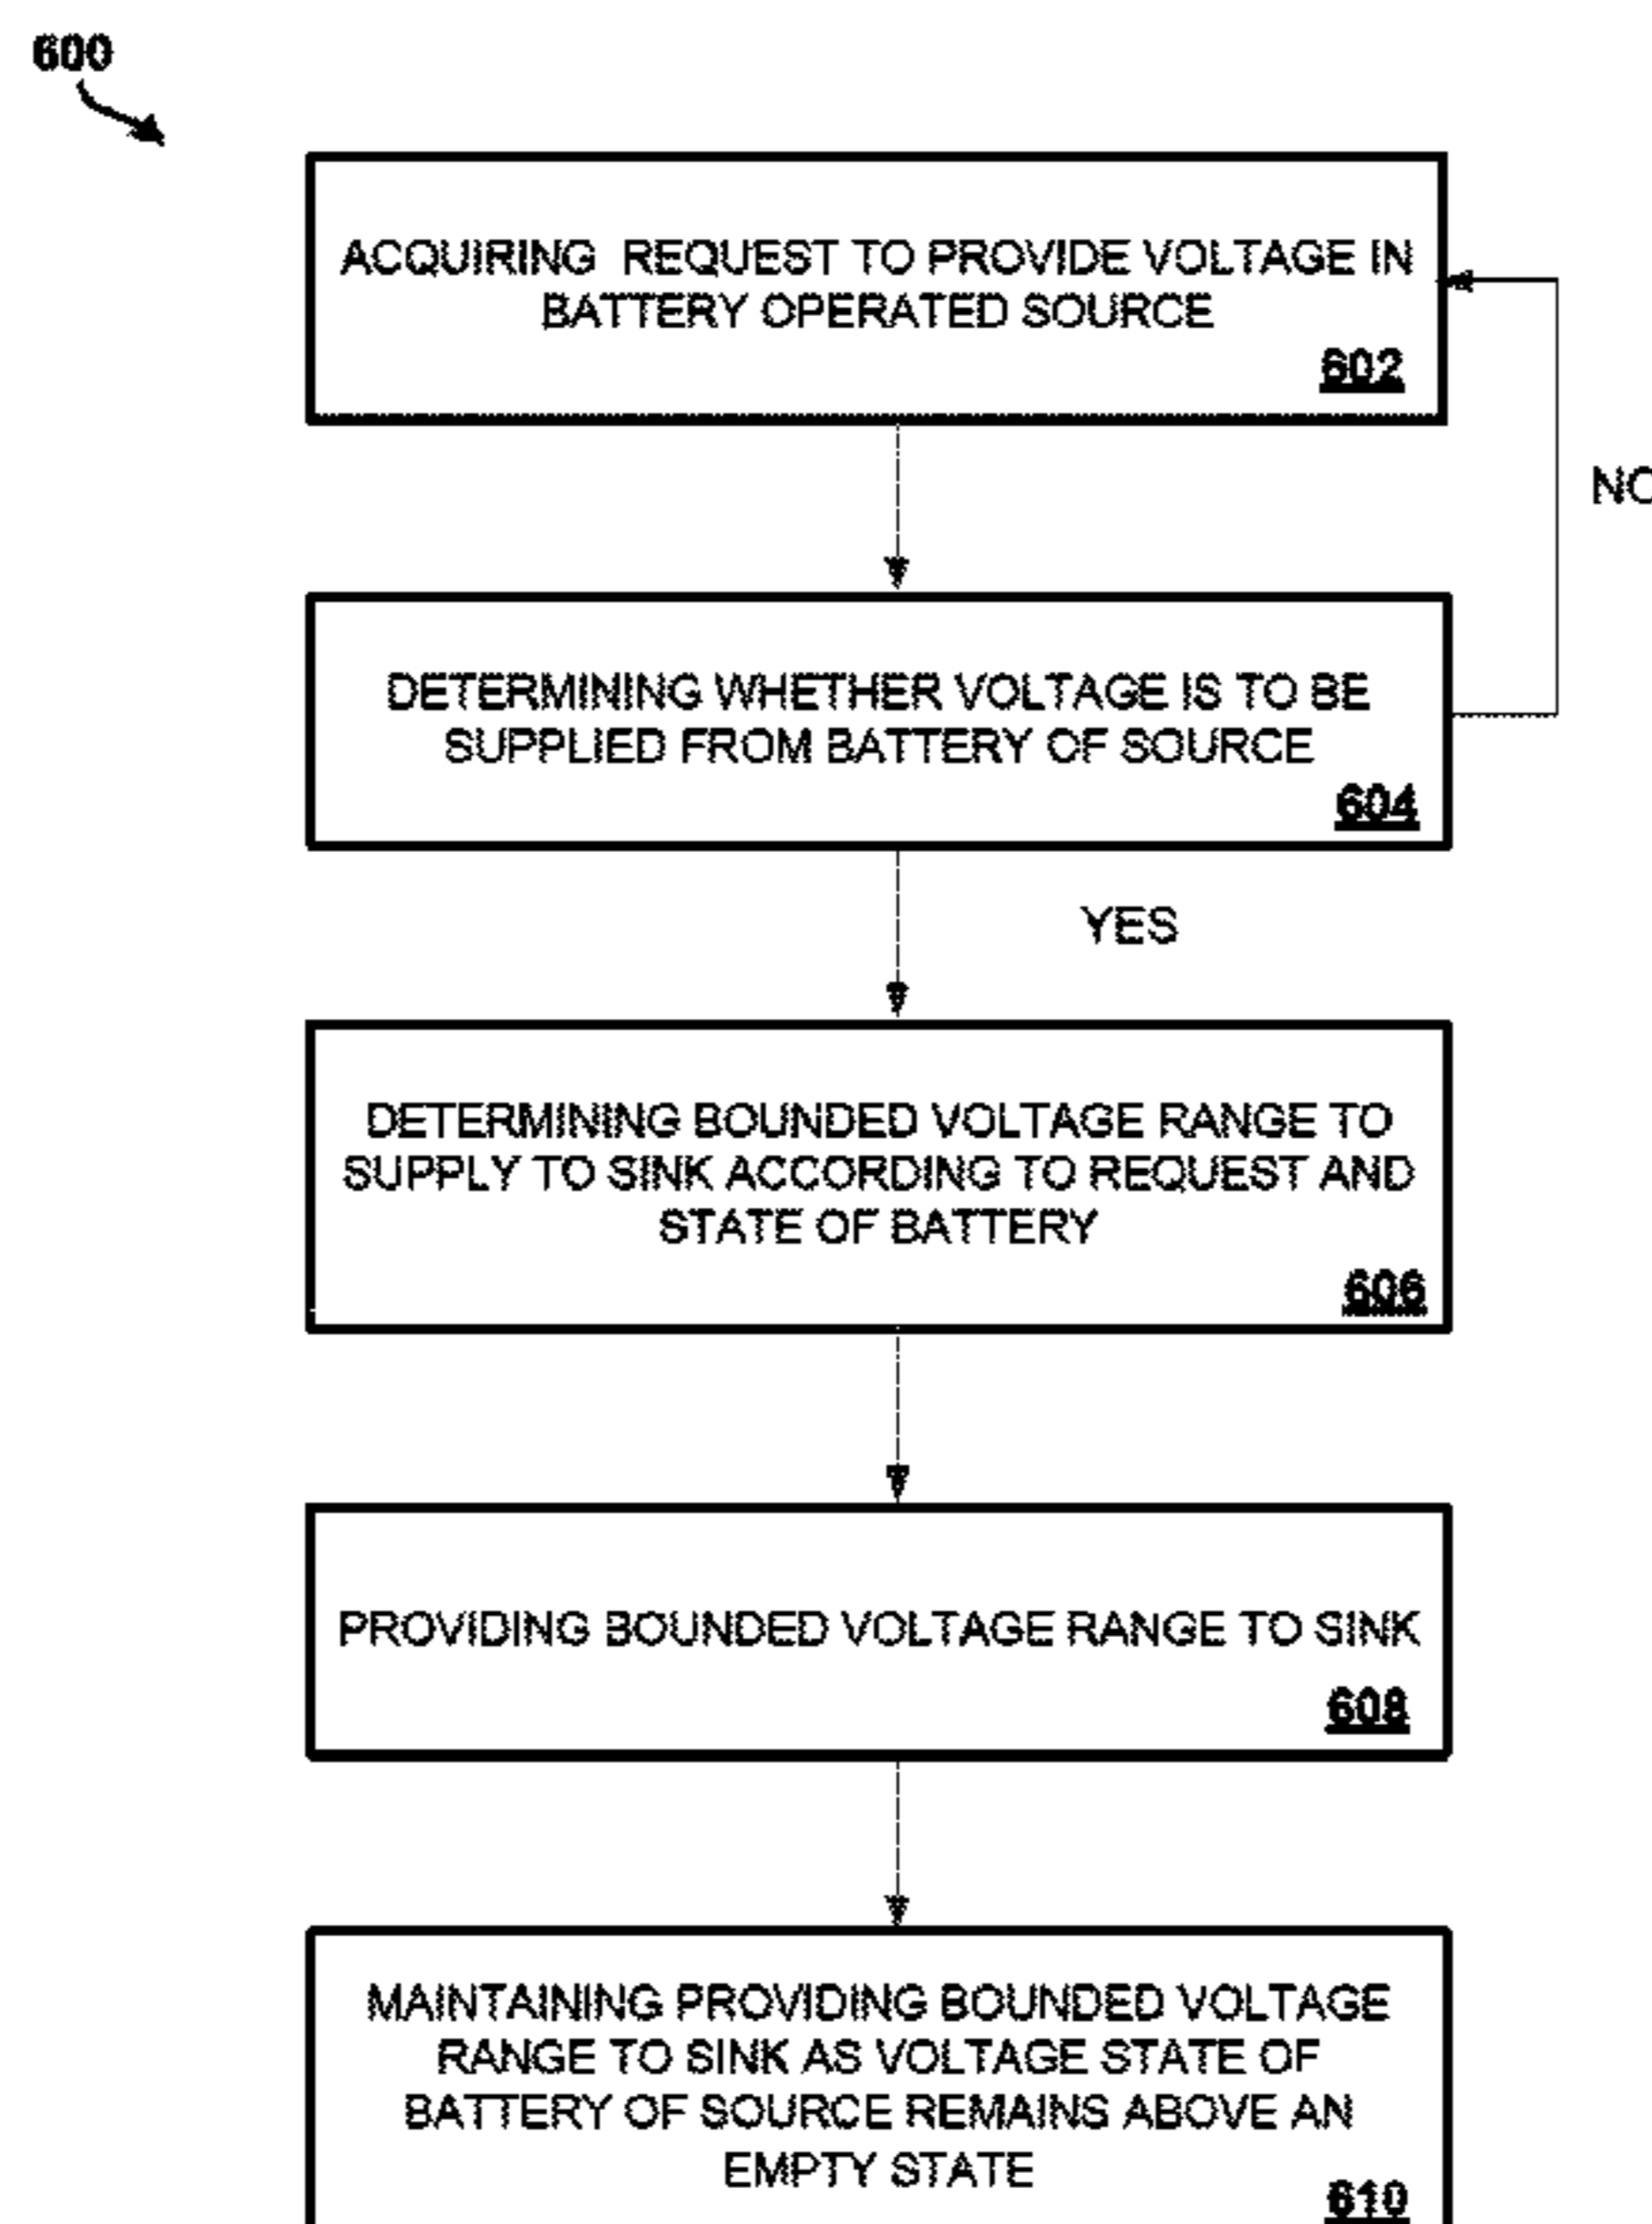 600
ACQUIRING REQUEST TO PROVIDE VOLTAGE IN
BATTERY OPERATED SOURCE
602
NO
DETERMINING WHETHER VOLTAGE IS TO BE
SUPPLIED FROM BATTERY OF SOURCE
604
YES
DETERMINING BOUNDED VOLTAGE RANGE TO
SUPPLY TO SINK ACCORDING TO REQUEST AND
STATE OF BATTERY
606
PROVIDING BOUNDED VOLTAGE RANGE TO SINK
608
MAINTAINING PROVIDING BOUNDED VOLTAGE
RANGE TO SINK AS VOLTAGE STATE OF
BATTERY OF SOURCE REMAINS ABOVE AN
EMPTY STATE
610